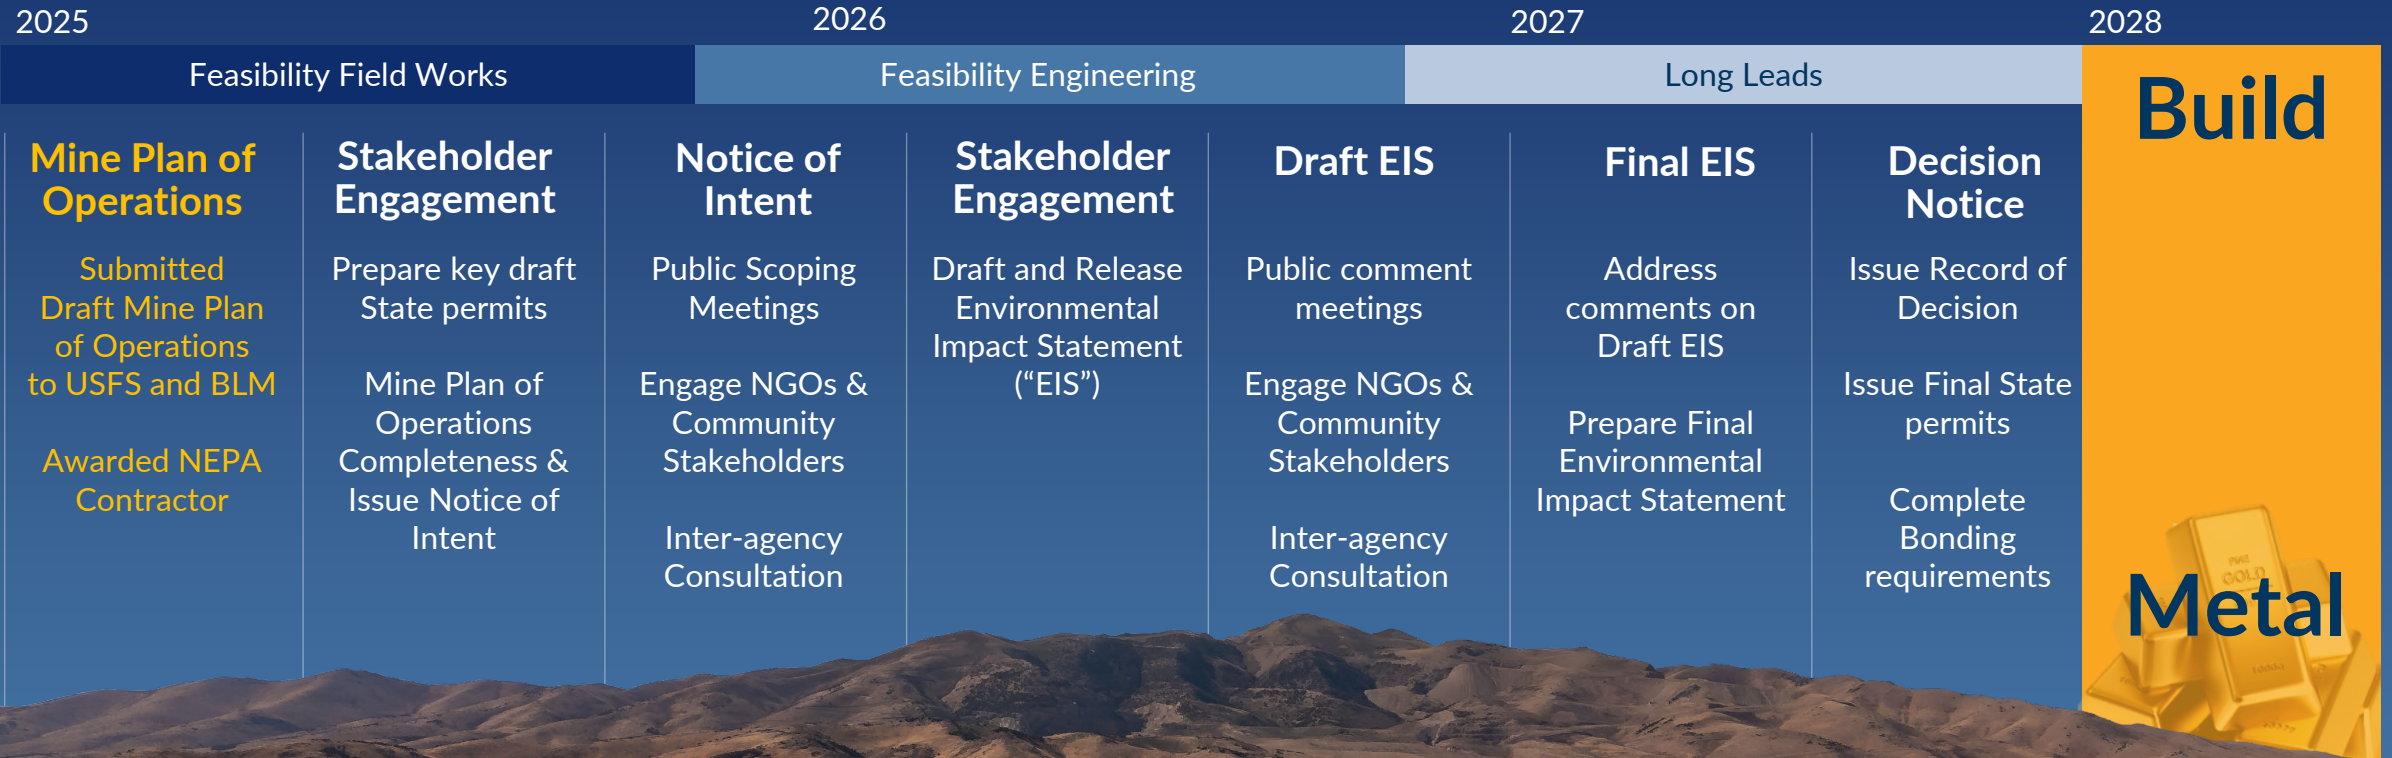 2025
2026
2027
2028
Feasibility Field Works
Feasibility Engineering
Long Leads
Mine Plan of
Operations
Submitted
Draft Mine Plan
of Operations
to USFS and BLM
Awarded NEPA
Contractor
Stakeholder
Engagement
Prepare key draft
State permits
Mine Plan of
Operations
Completeness &
Issue Notice of
Intent
Notice of
Intent
Public Scoping
Meetings
Engage NGOs &
Community
Stakeholders
Inter-agency
Consultation
Stakeholder
Engagement
Draft and Release
Environmental
Impact Statement
(“EIS”)
Draft EIS
Public comment
meetings
Engage NGOs &
Community
Stakeholders
Inter-agency
Consultation
Final EIS
Address
comments on
Draft EIS
Prepare Final
Environmental
Impact Statement
Decision
Notice
Issue Record of
Decision
Issue Final State
permits
Complete
Bonding
requirements
Build
GOLD
Metal